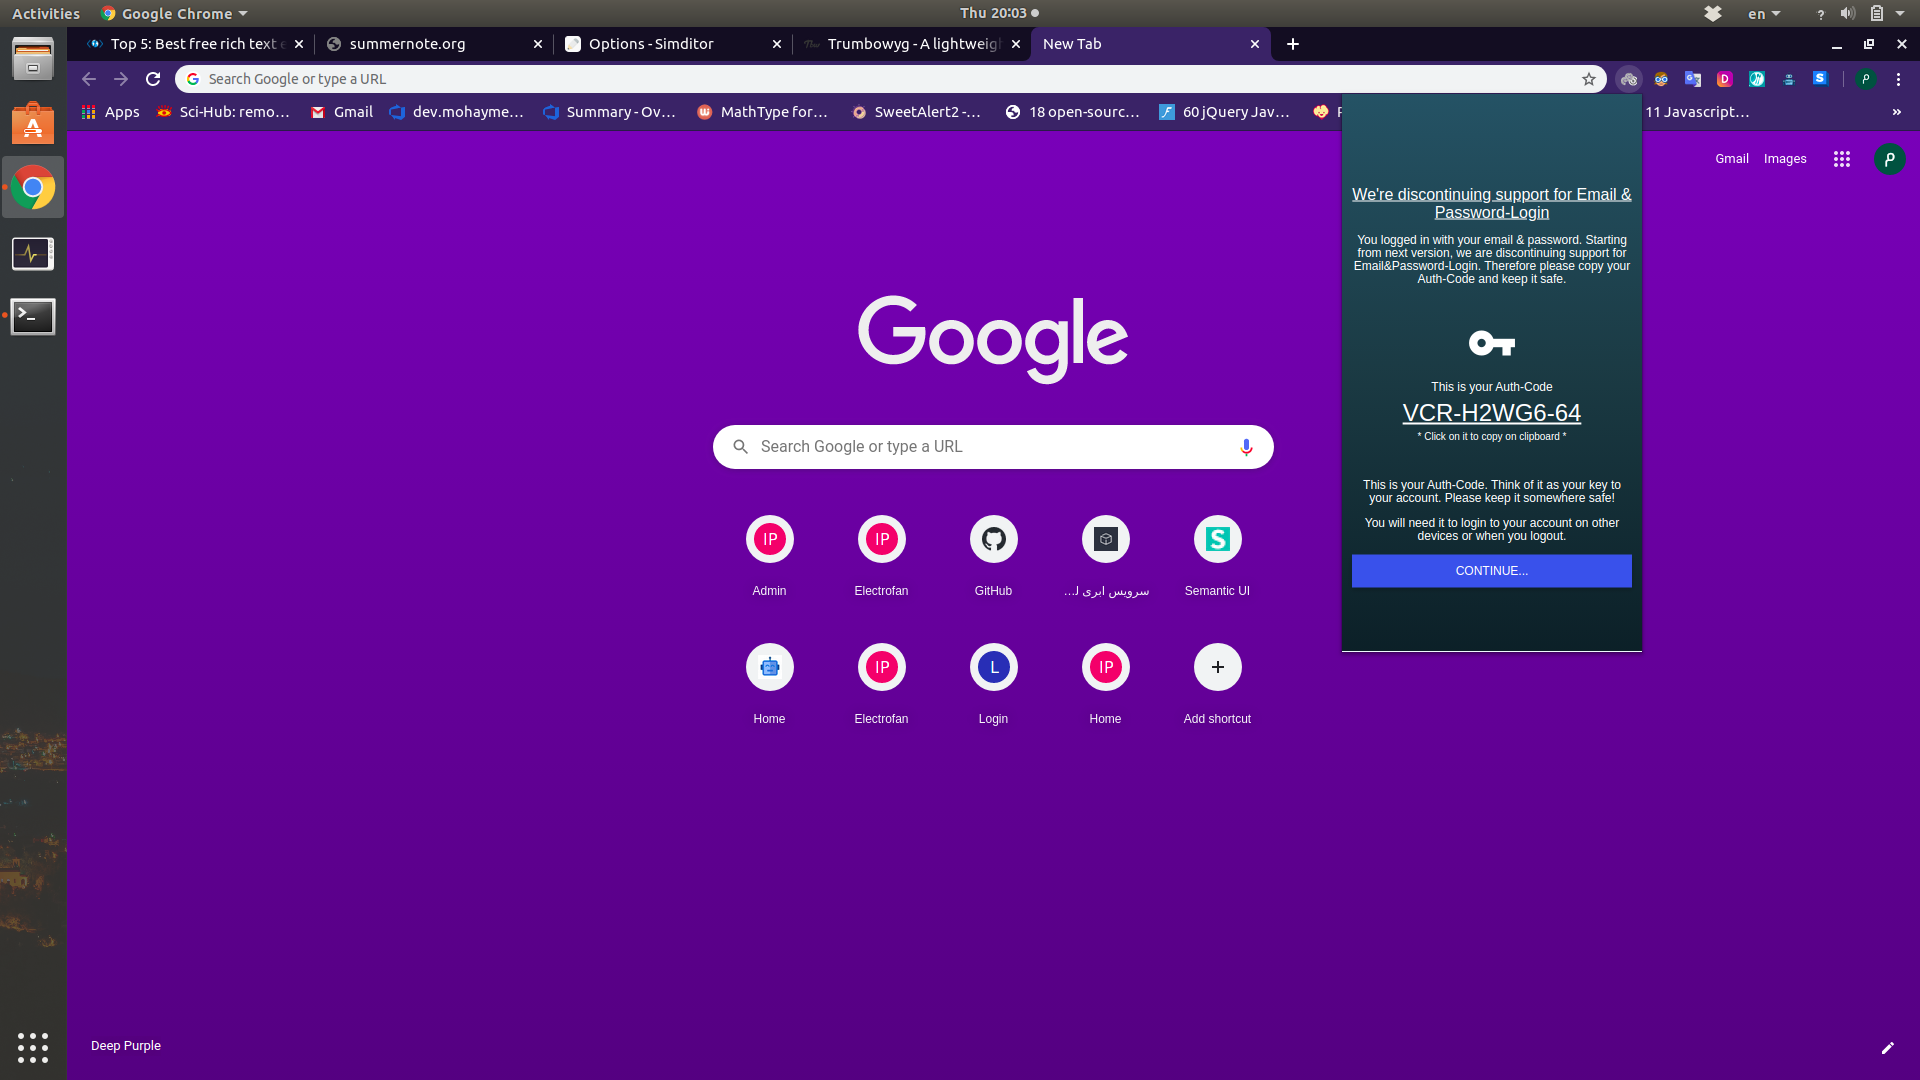 Activities
Google Chrome
Thu 20:03
en
Top 5: Best free rich text e
summernote.org
Options - Simditor
Trumbowyg - A lightweigh
New Tab
Search Google or type a URL
Apps
Sci-Hub: remo...
Gmail
dev.mohayme...
Summary - Ov...
MathType for...
SweetAlert2 -...
18 open-sourc...
60 jQuery Jav...
11 Javascript...
»
Gmail
Images
We're discontinuing support for Email &
Password-Login
You logged in with your email & password. Starting
from next version, we are discontinuing support for
Email&Password-Login. Therefore please copy your
Auth-Code and keep it safe.
This is your Auth-Code
VCR-H2WG6-64
* Click on it to copy on clipboard *
This is your Auth-Code. Think of it as your key to
your account. Please keep it somewhere safe!
You will need it to login to your account on other
devices or when you logout.
CONTINUE...
Google
Search Google or type a URL
IP
IP
S
Admin
Electrofan
GitHub
سرویس ابری ل...
Semantic UI
IP
L
IP
Home
Electrofan
Login
Home
Add shortcut
Deep Purple